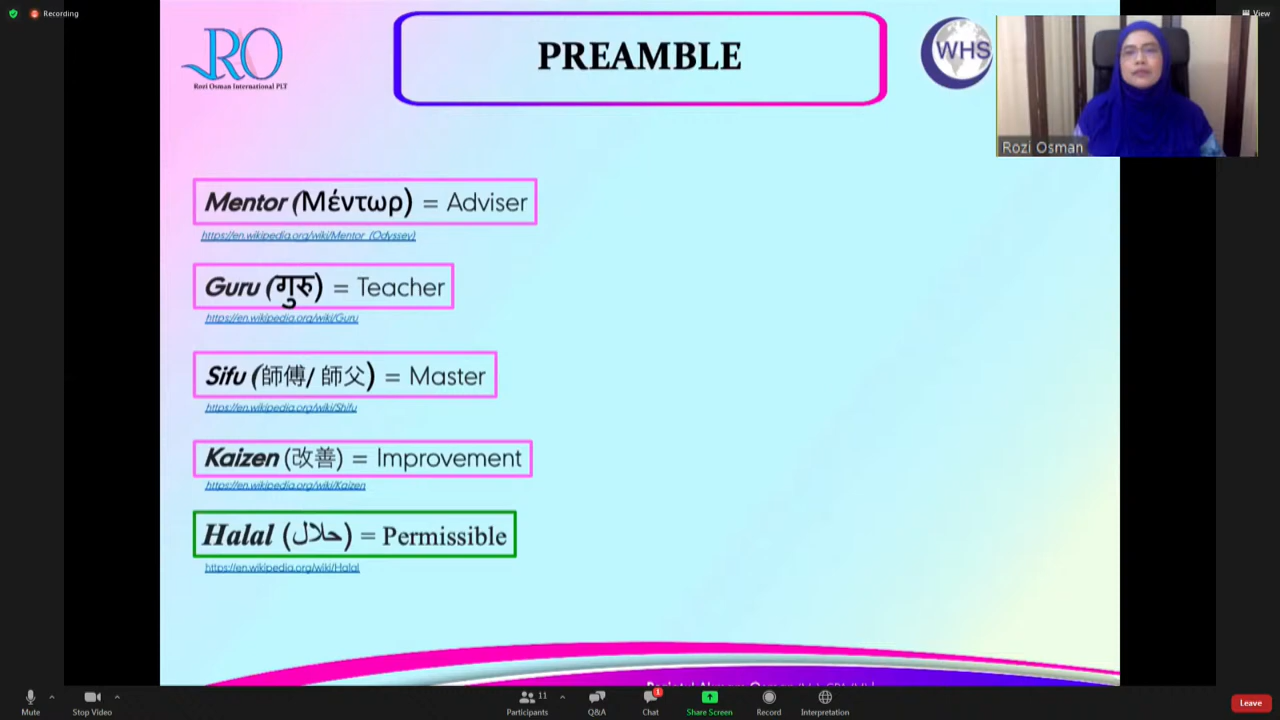 Recording
View
RO
Rozi Osman International PLT
PREAMBLE
WHS
Rozi Osman
Mentor (Μέντωρ) = Adviser
https://en.wikipedia.org/wiki/Mentor_(Odyssey)
Guru (गुरु) = Teacher
https://en.wikipedia.org/wiki/Guru
Sifu (師傅/ 師父) = Master
https://en.wikipedia.org/wiki/Shifu
Kaizen (改善) = Improvement
https://en.wikipedia.org/wiki/Kaizen
Halal (حلال) = Permissible
https://en.wikipedia.org/wiki/Halal
Mute
Stop Video
Participants
11
Q&A
Chat
1
Share Screen
Record
Interpretation
Leave